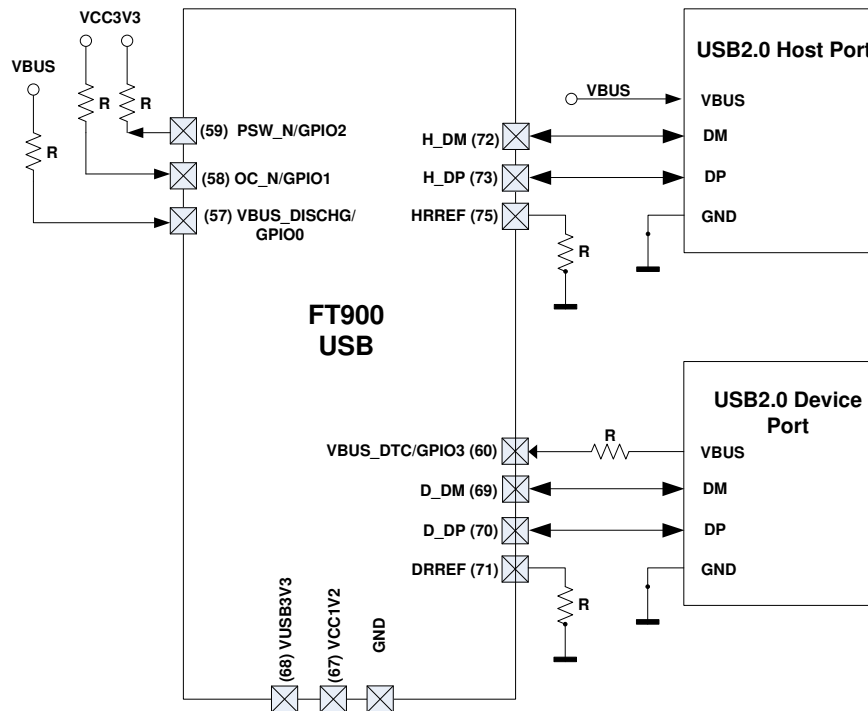 VCC3V3
VBUS
R
R
R
(59) PSW_N/GPIO2
(58) OC_N/GPIO1
(57) VBUS_DISCHG/
GPIO0
FT900
USB
H_DM (72)
H_DP (73)
HRREF (75)
R
USB2.0 Host Port
VBUS
VBUS
DM
DP
GND
VBUS_DTC/GPIO3 (60)
D_DM (69)
D_DP (70)
DRREF (71)
R
R
USB2.0 Device
Port
VBUS
DM
DP
GND
(68) VUSB3V3
(67) VCC1V2
GND